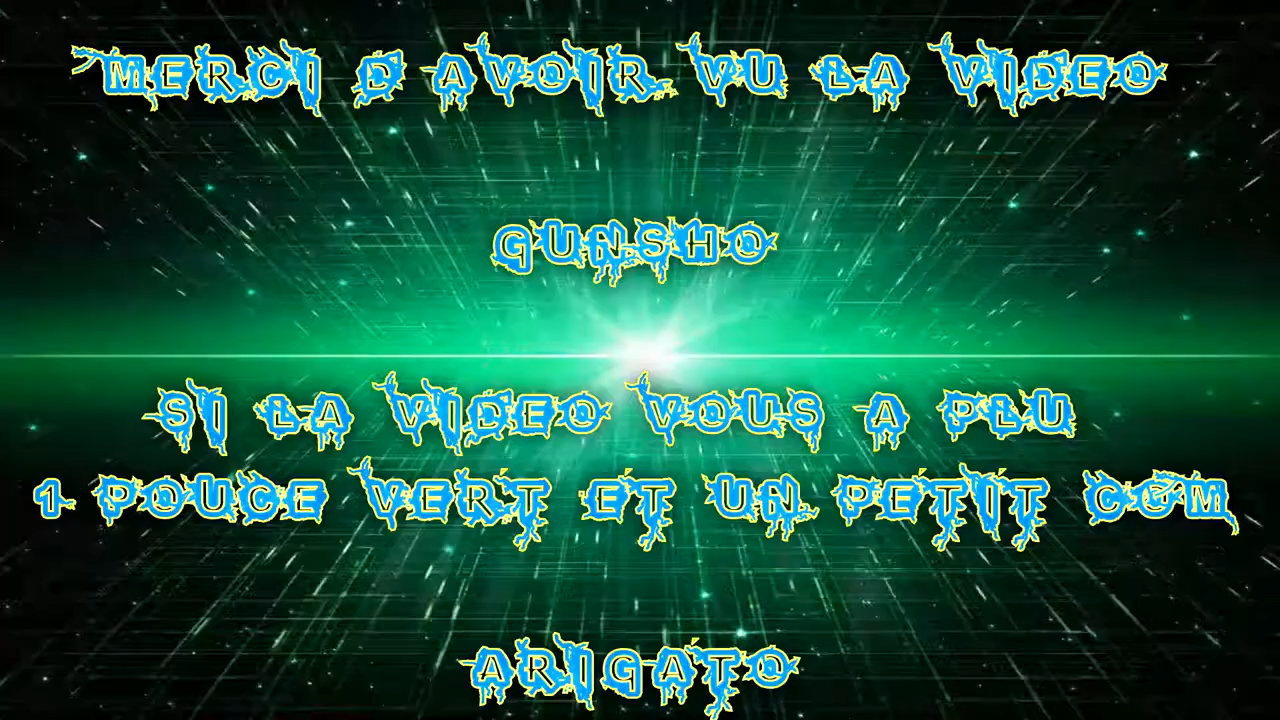 MERCI D AVOIR VU LA VIDEO
GUNSHO
SI LA VIDEO VOUS A PLU
1 POUCE VERT ET UN PETIT COM
ARIGATO